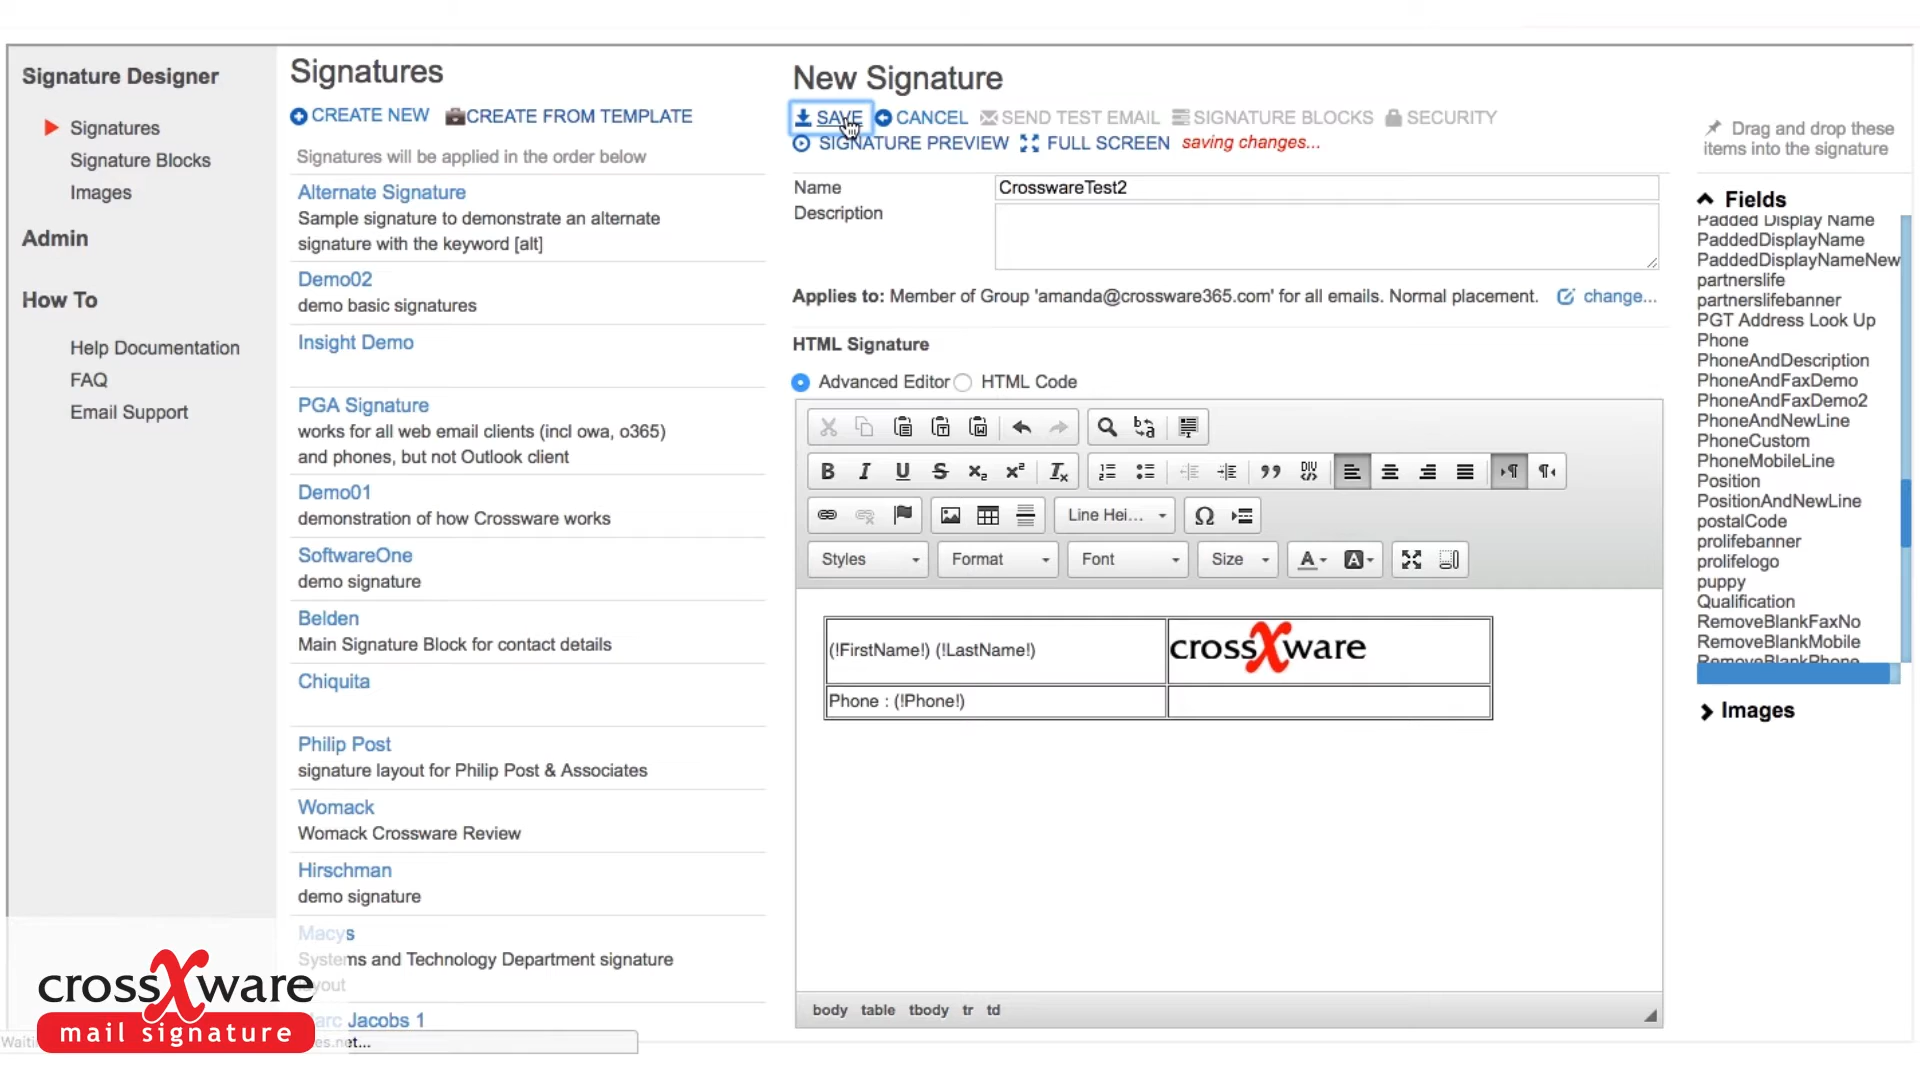 Signature Designer
Signatures
Signature Blocks
Images
Admin
How To
Help Documentation
FAQ
Email Support
Signatures
CREATE NEW CREATE FROM TEMPLATE
Signatures will be applied in the order below
Alternate Signature
Sample signature to demonstrate an alternate
signature with the keyword [alt]
Demo02
demo basic signatures
Insight Demo
PGA Signature
works for all web email clients (incl owa, o365)
and phones, but not Outlook client
Demo01
demonstration of how Crossware works
SoftwareOne
demo signature
Belden
Main Signature Block for contact details
Chiquita
Philip Post
signature layout for Philip Post & Associates
Womack
Womack Crossware Review
Hirschman
demo signature
Macys
Systems and Technology Department signature
layout
Marc Jacobs 1
New Signature
SAVE CANCEL SEND TEST EMAIL SIGNATURE BLOCKS SECURITY
SIGNATURE PREVIEW FULL SCREEN saving changes...
Name CrosswareTest2
Description
Applies to: Member of Group 'amanda@crossware365.com' for all emails. Normal placement. change...
HTML Signature
Advanced Editor HTML Code
Line Hei...
Styles Format Font Size
(!FirstName!) (!LastName!) crossXware
Phone : (!Phone!)
body table tbody tr td
Drag and drop these
items into the signature
Fields
Padded Display Name
PaddedDisplayName
PaddedDisplayNameNew
partnerslife
partnerslifebanner
PGT Address Look Up
Phone
PhoneAndDescription
PhoneAndFaxDemo
PhoneAndFaxDemo2
PhoneAndNewLine
PhoneCustom
PhoneMobileLine
Position
PositionAndNewLine
postalCode
prolifebanner
prolifelogo
puppy
Qualification
RemoveBlankFaxNo
RemoveBlankMobile
RemoveBlankPhone
Images
crossXware
mail signature